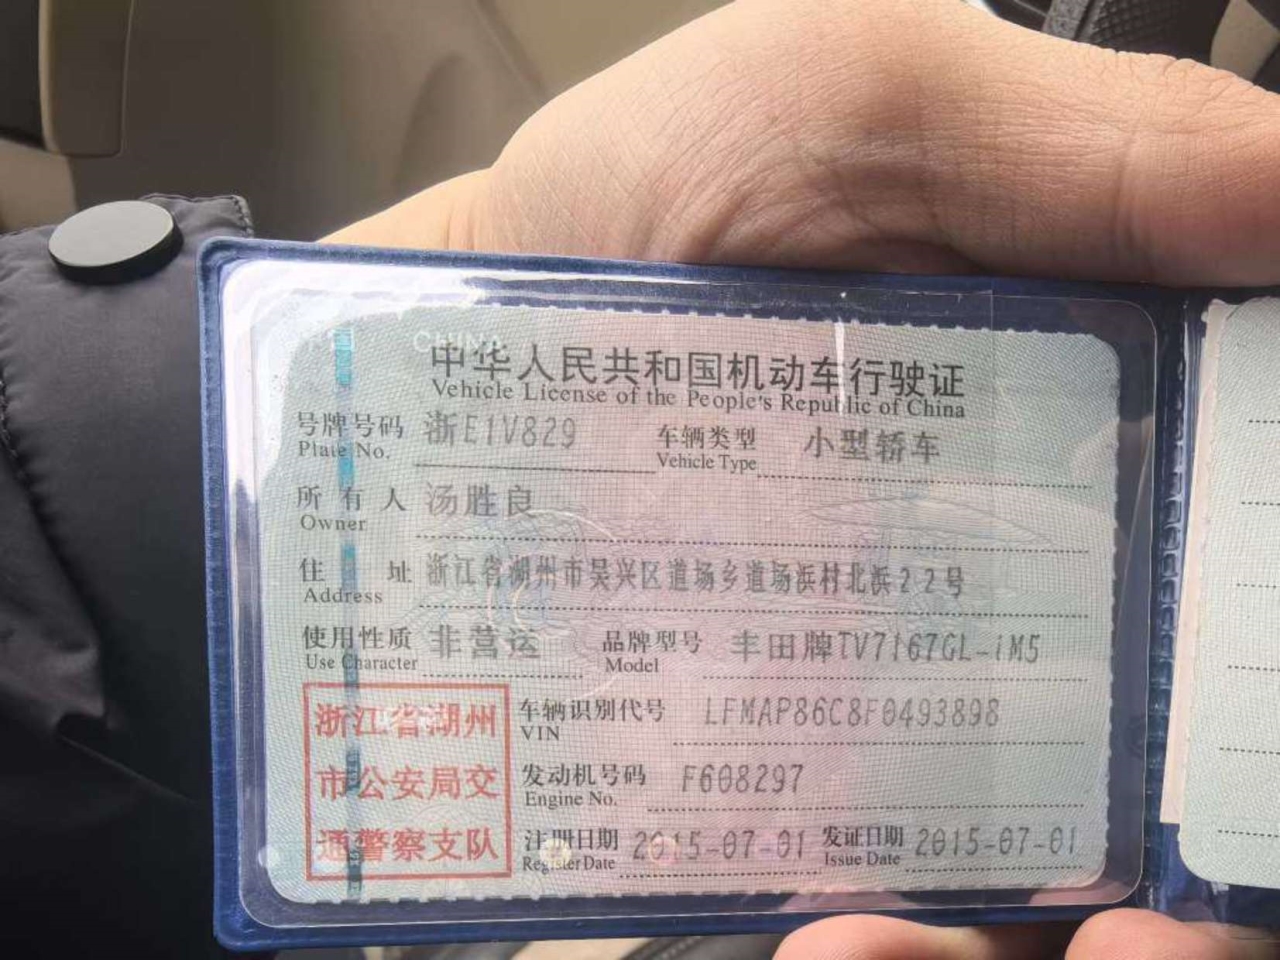 CHINA
中华人民共和国机动车行驶证
Vehicle License of the People's Republic of China
号牌号码 浙E1V829 车辆类型 小型轿车
Plate No. Vehicle Type
所有人 汤胜良
Owner
住址 浙江省湖州市吴兴区道场乡道场浜村北浜22号
Address
使用性质 非营运 品牌型号 丰田牌TV7167GL-iM5
Use Character Model
浙江省湖州
市公安局交
通警察支队
车辆识别代号 LFMAP86C8F0493898
VIN
发动机号码 F608297
Engine No.
注册日期 2015-07-01 发证日期 2015-07-01
Register Date Issue Date